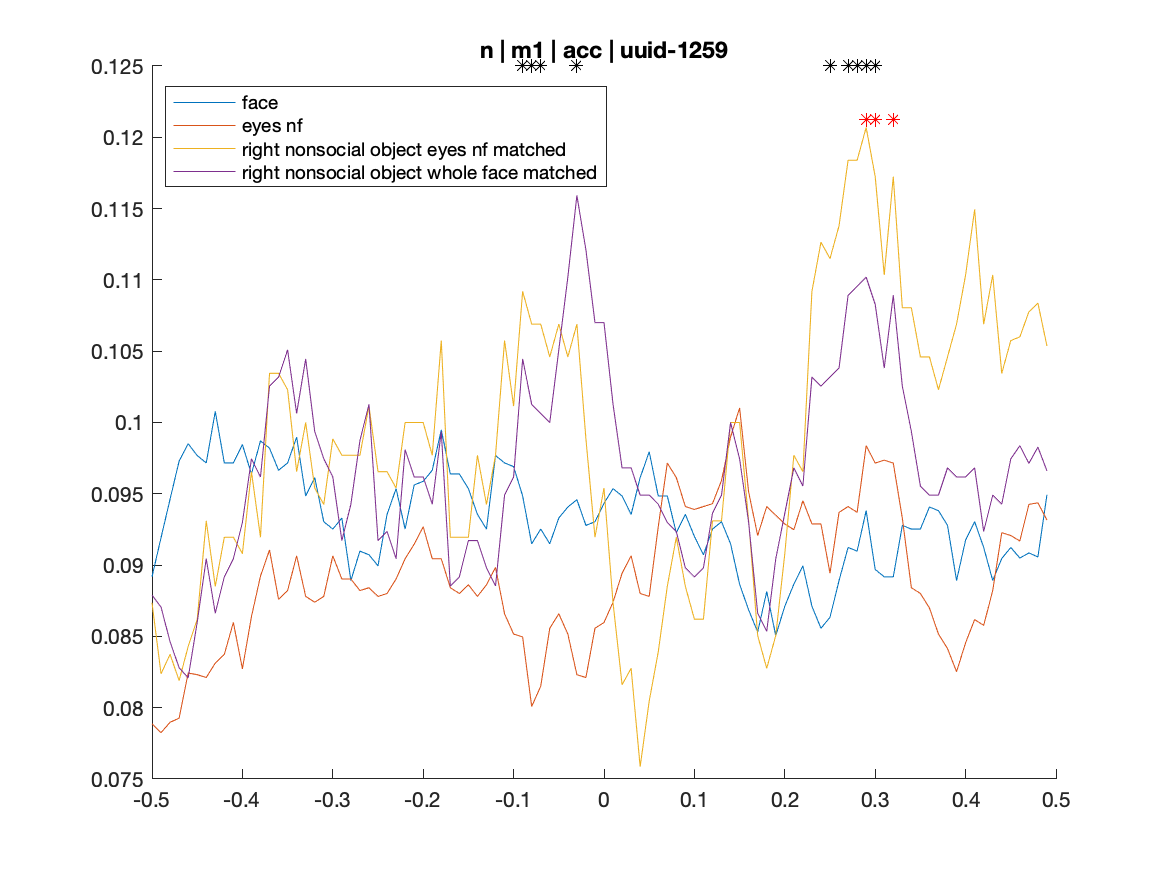 n | m1 | acc | uuid-1259
0.125
0.12
0.115
0.11
0.105
0.1
0.095
0.09
0.085
0.08
0.075
face
eyes nf
right nonsocial object eyes nf matched
right nonsocial object whole face matched
-0.5 -0.4 -0.3 -0.2 -0.1 0 0.1 0.2 0.3 0.4 0.5